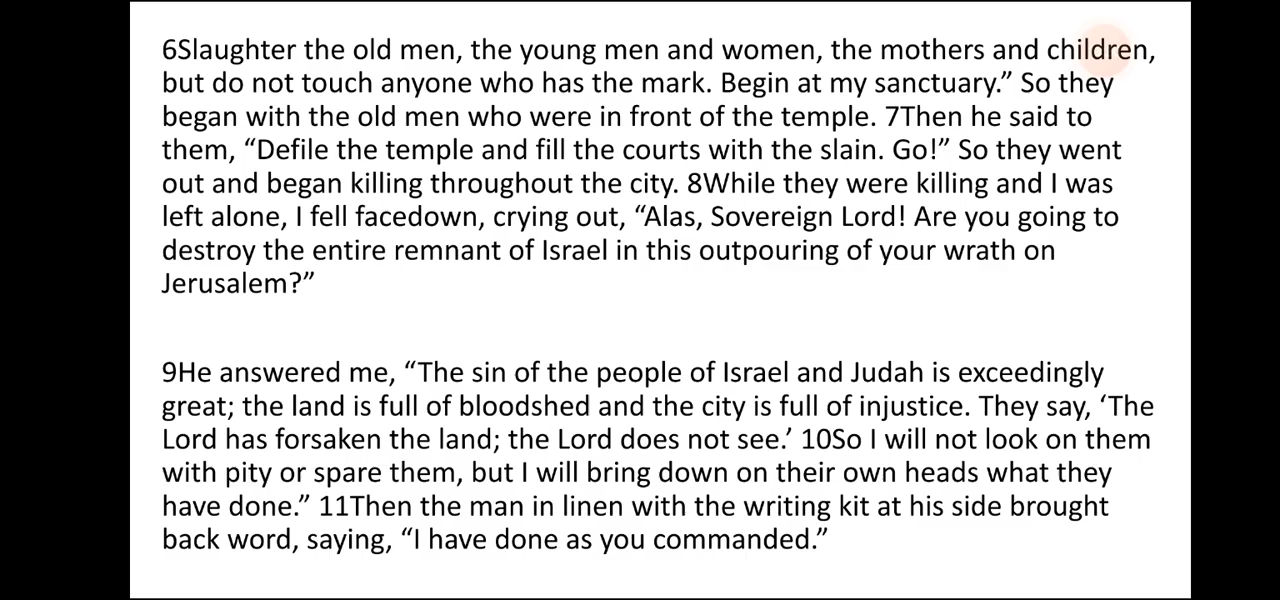 6Slaughter the old men, the young men and women, the mothers and children,
but do not touch anyone who has the mark. Begin at my sanctuary.” So they
began with the old men who were in front of the temple. 7Then he said to
them, “Defile the temple and fill the courts with the slain. Go!” So they went
out and began killing throughout the city. 8While they were killing and I was
left alone, I fell facedown, crying out, “Alas, Sovereign Lord! Are you going to
destroy the entire remnant of Israel in this outpouring of your wrath on
Jerusalem?”
9He answered me, “The sin of the people of Israel and Judah is exceedingly
great; the land is full of bloodshed and the city is full of injustice. They say, ‘The
Lord has forsaken the land; the Lord does not see.’ 10So I will not look on them
with pity or spare them, but I will bring down on their own heads what they
have done.” 11Then the man in linen with the writing kit at his side brought
back word, saying, “I have done as you commanded.”